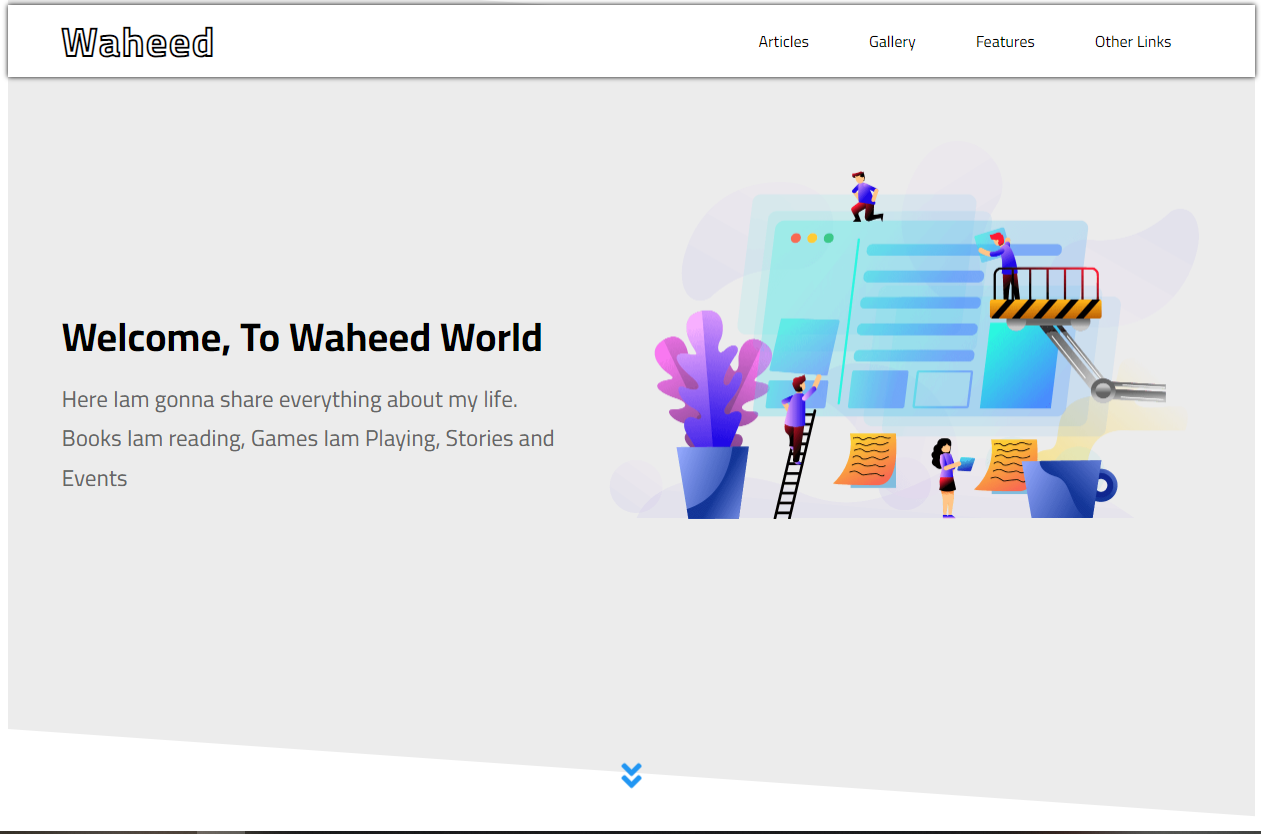 Waheed
Articles
Gallery
Features
Other Links
Welcome, To Waheed World
Here Iam gonna share everything about my life.
Books Iam reading, Games Iam Playing, Stories and
Events